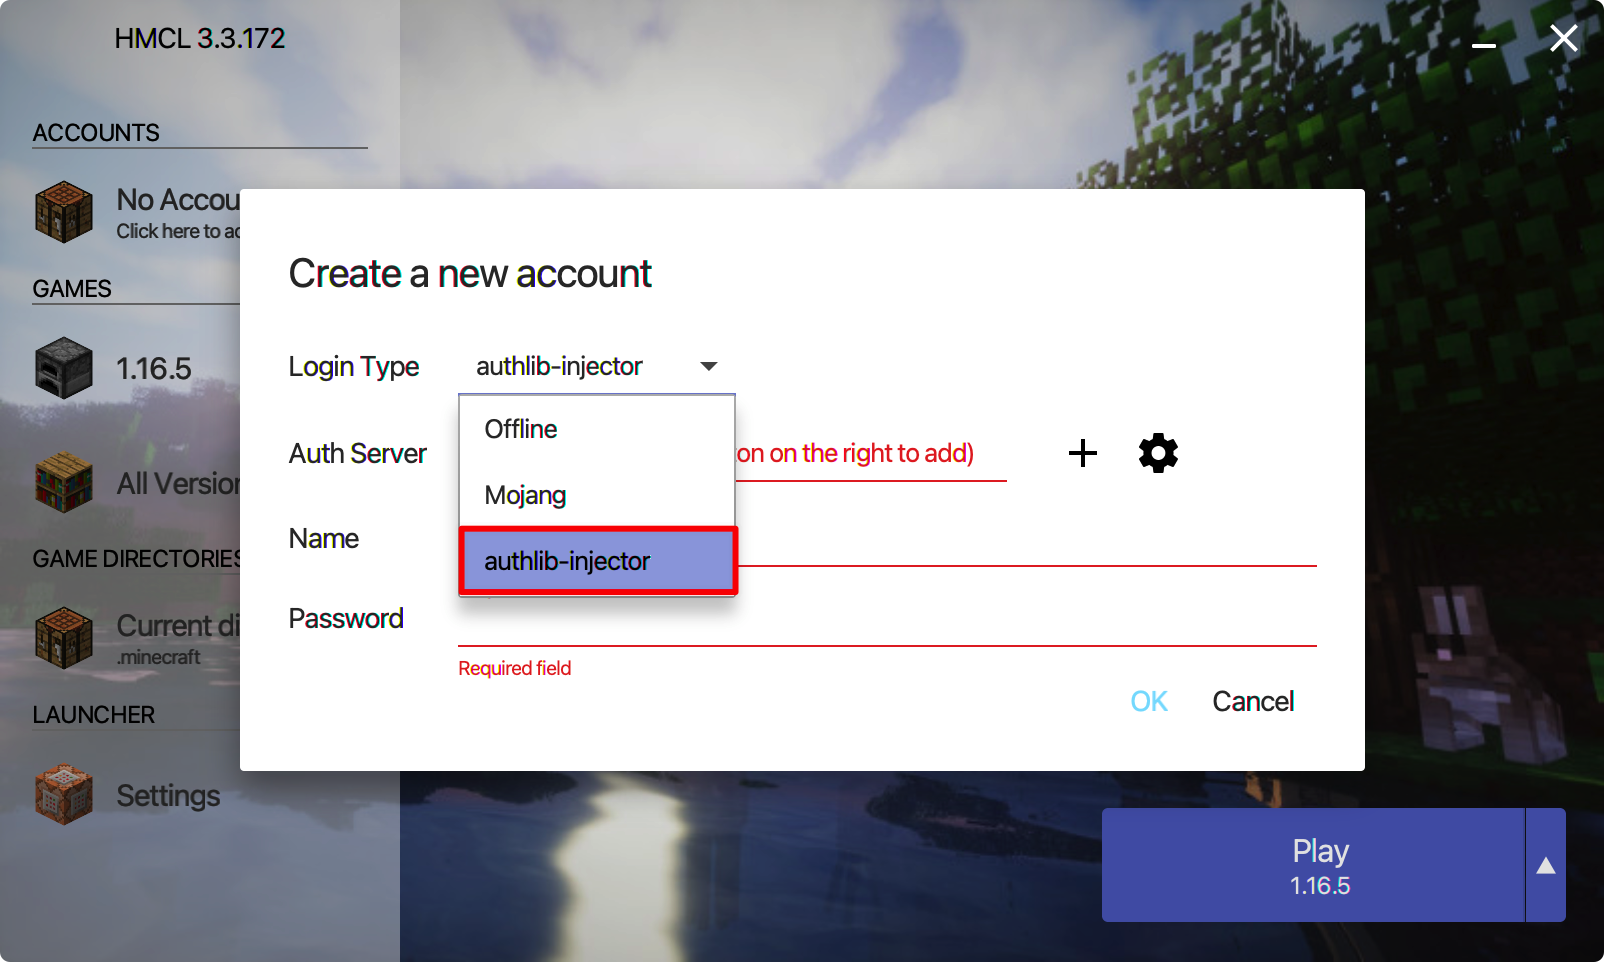 HMCL 3.3.172
ACCOUNTS
No Accou
Click here to ac
GAMES
1.16.5
All Version
GAME DIRECTORIES
Current di
.minecraft
LAUNCHER
Settings
Create a new account
Login Type
authlib-injector
Offline
Mojang
authlib-injector
Auth Server
on on the right to add)
Name
Password
Required field
OK
Cancel
Play
1.16.5